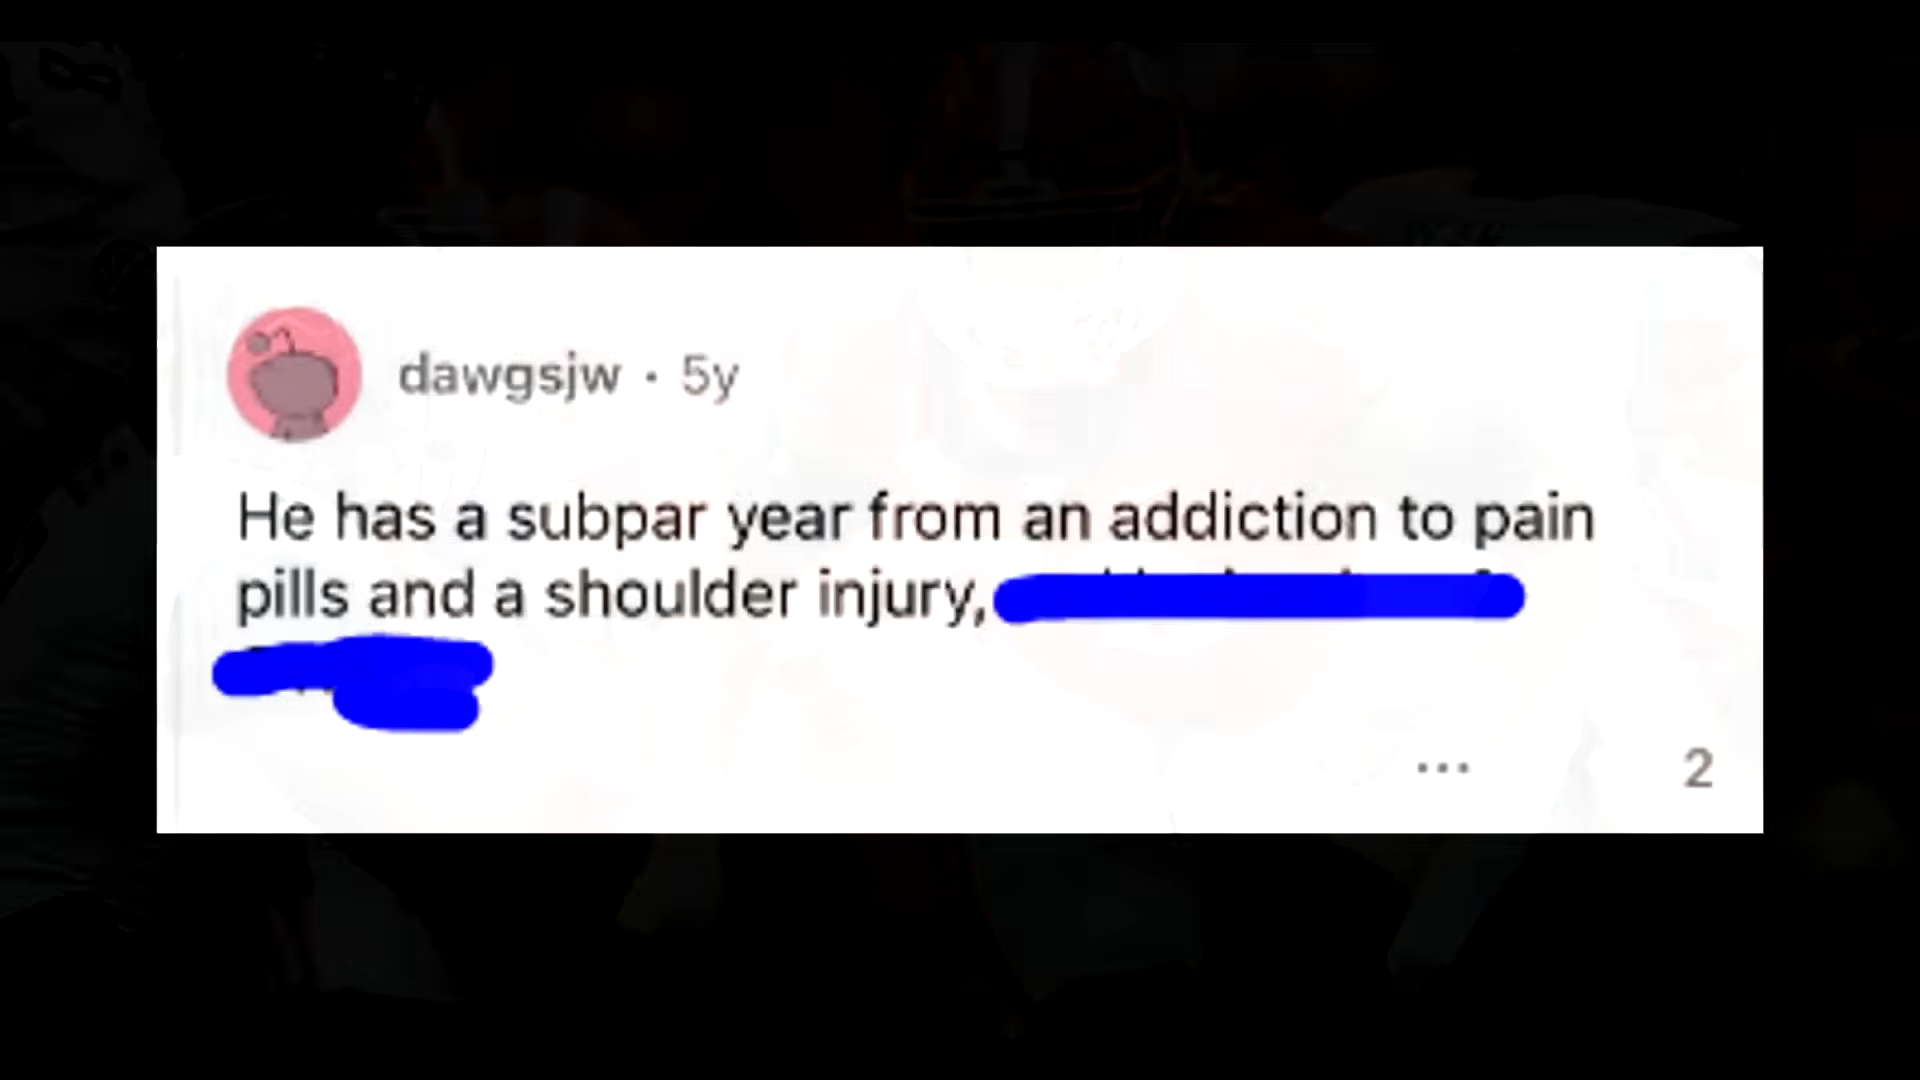 dawgsjw · 5y
He has a subpar year from an addiction to pain
pills and a shoulder injury,
...
2